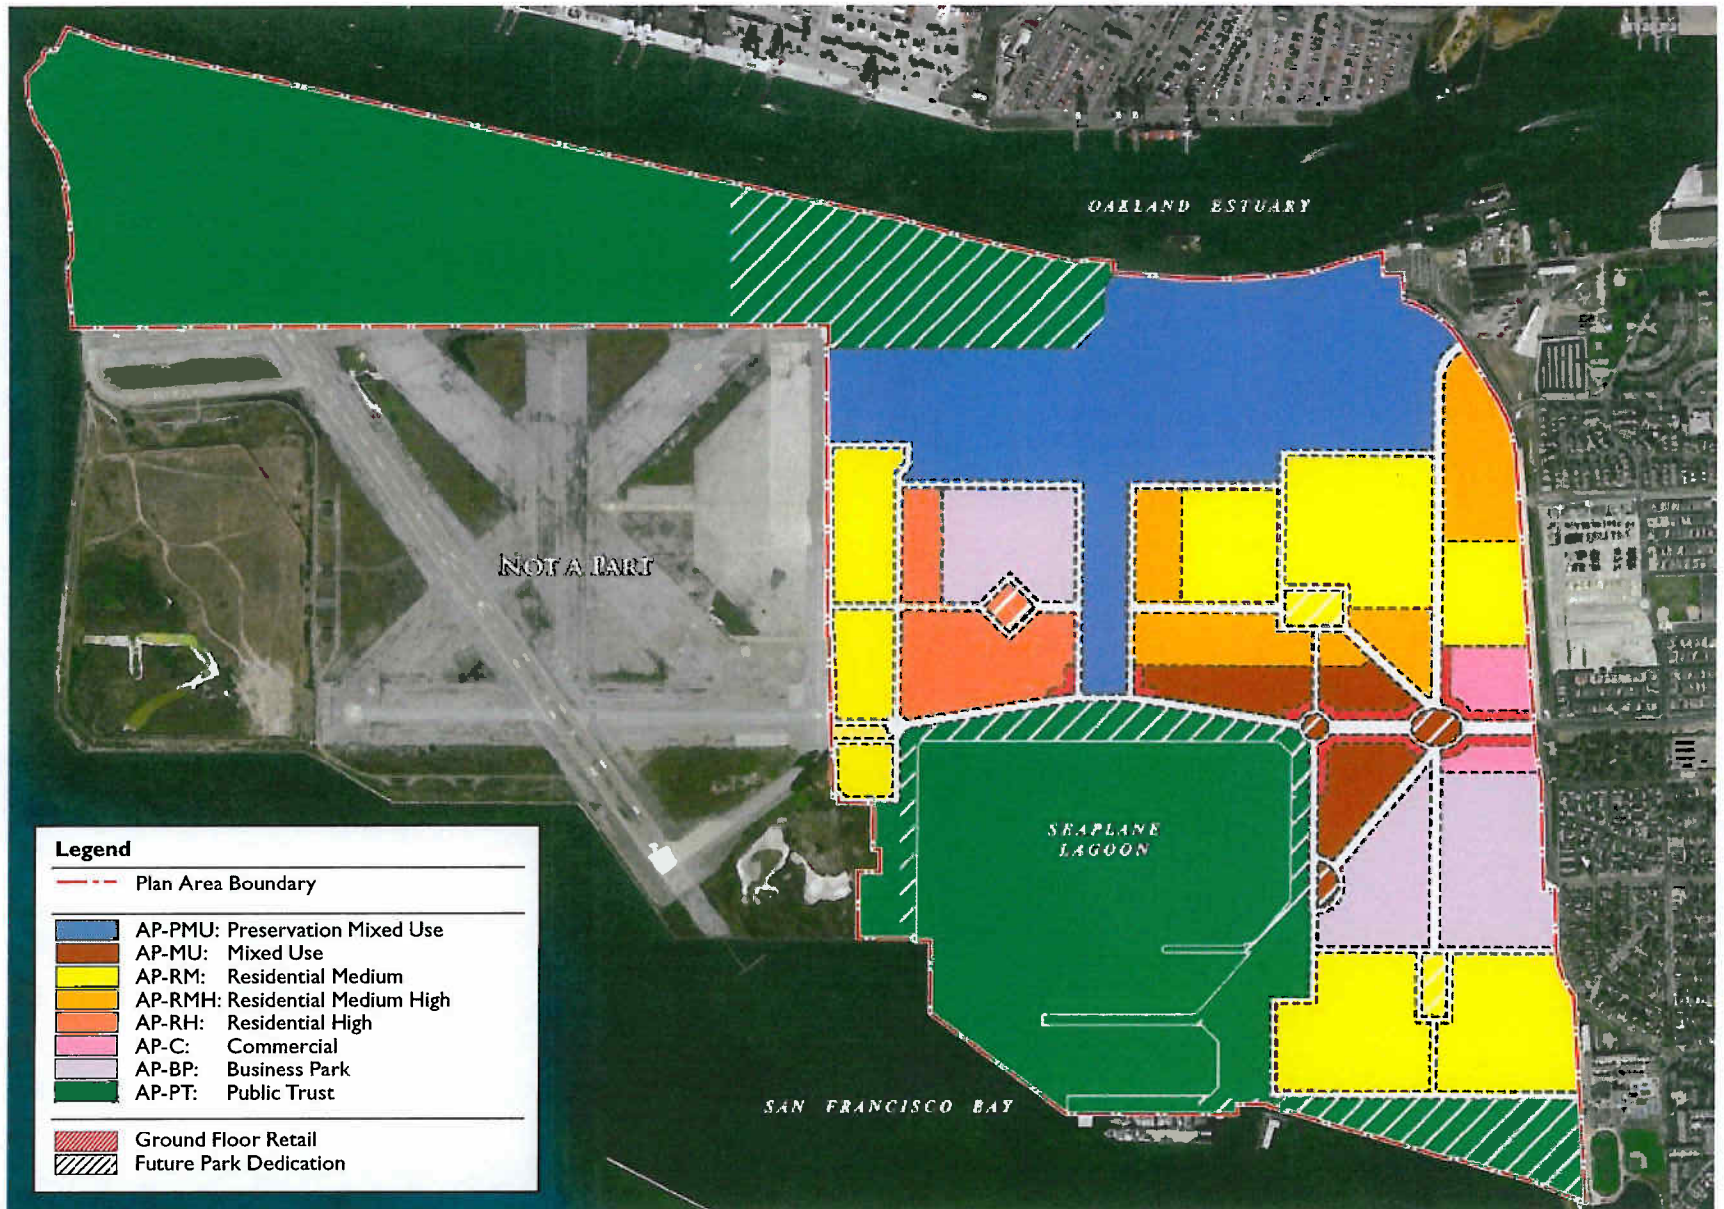 OAKLAND ESTUARY
NOT A PART
SEAPLANE
LAGOON
SAN FRANCISCO BAY
Legend
Plan Area Boundary
AP-PMU: Preservation Mixed Use
AP-MU: Mixed Use
AP-RM: Residential Medium
AP-RMH: Residential Medium High
AP-RH: Residential High
AP-C: Commercial
AP-BP: Business Park
AP-PT: Public Trust
Ground Floor Retail
Future Park Dedication